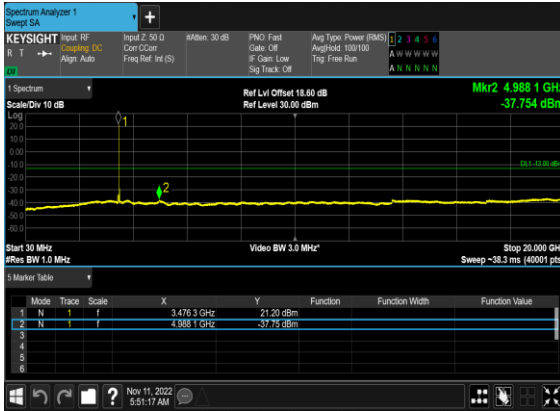 Spectrum Analyzer 1
Swept SA
+
KEYSIGHT Input: RF Input Z: 50 Ω #Atten: 30 dB PNO: Fast Avg Type: Power (RMS) 1 2 3 4 5 6
R T Coupling: DC Corr CCorr Gate: Off Avg|Hold: 100/100 A W W W W W
Align: Auto Freq Ref: Int (S) IF Gain: Low Trig: Free Run
Sig Track: Off A N N N N N
1 Spectrum Ref Lvl Offset 18.60 dB Mkr2 4.988 1 GHz
Scale/Div 10 dB Ref Level 30.00 dBm -37.754 dBm
Log
1
20.0
10.0
0.00
-10.0
DL1 -13.00 dBm
-20.0
-30.0
2
-40.0
-50.0
-60.0
Start 30 MHz Video BW 3.0 MHz* Stop 20.000 GH
#Res BW 1.0 MHz Sweep ~38.3 ms (40001 pts
5 Marker Table
Mode Trace Scale X Y Function Function Width Function Value
1 N 1 f 3.476 3 GHz 21.20 dBm
2 N 1 f 4.988 1 GHz -37.75 dBm
3
4
5
6
? Nov 11, 2022
5:51:17 AM